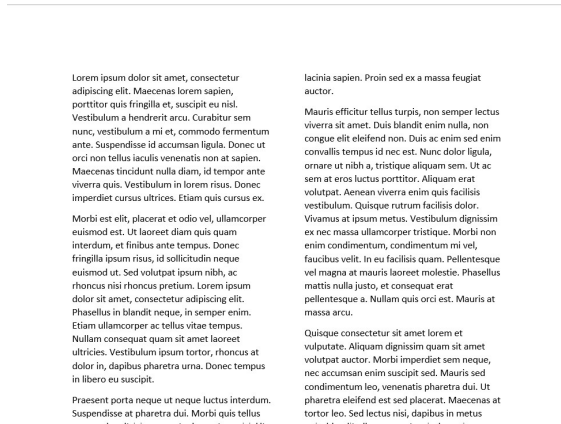 Lorem ipsum dolor sit amet, consectetur
adipiscing elit. Maecenas lorem sapien,
porttitor quis fringilla et, suscipit eu nisl.
Vestibulum a hendrerit arcu. Curabitur sem
nunc, vestibulum a mi et, commodo fermentum
ante. Suspendisse id accumsan ligula. Donec ut
orci non tellus iaculis venenatis non at sapien.
Maecenas tincidunt nulla diam, id tempor ante
viverra quis. Vestibulum in lorem risus. Donec
imperdiet cursus ultrices. Etiam quis cursus ex.
Morbi est elit, placerat et odio vel, ullamcorper
euismod est. Ut laoreet diam quis quam
interdum, et finibus ante tempus. Donec
fringilla ipsum risus, id sollicitudin neque
euismod ut. Sed volutpat ipsum nibh, ac
rhoncus nisi rhoncus pretium. Lorem ipsum
dolor sit amet, consectetur adipiscing elit.
Phasellus in blandit neque, in semper enim.
Etiam ullamcorper ac tellus vitae tempus.
Nullam consequat quam sit amet laoreet
ultricies. Vestibulum ipsum tortor, rhoncus at
dolor in, dapibus pharetra urna. Donec tempus
in libero eu suscipit.
Praesent porta neque ut neque luctus interdum.
Suspendisse at pharetra dui. Morbi quis tellus
lacinia sapien. Proin sed ex a massa feugiat
auctor.
Mauris efficitur tellus turpis, non semper lectus
viverra sit amet. Duis blandit enim nulla, non
congue elit eleifend non. Duis ac enim sed enim
convallis tempus id nec est. Nunc dolor ligula,
ornare ut nibh a, tristique aliquam sem. Ut ac
sem at eros luctus porttitor. Aliquam erat
volutpat. Aenean viverra enim quis facilisis
vestibulum. Quisque rutrum facilisis dolor.
Vivamus at ipsum metus. Vestibulum dignissim
ex nec massa ullamcorper tristique. Morbi non
enim condimentum, condimentum mi vel,
faucibus velit. In eu facilisis quam. Pellentesque
vel magna at mauris laoreet molestie. Phasellus
mattis nulla justo, et consequat erat
pellentesque a. Nullam quis orci est. Mauris at
massa arcu.
Quisque consectetur sit amet lorem et
vulputate. Aliquam dignissim quam sit amet
volutpat auctor. Morbi imperdiet sem neque,
nec accumsan enim suscipit sed. Mauris sed
condimentum leo, venenatis pharetra dui. Ut
pharetra eleifend est sed placerat. Maecenas at
tortor leo. Sed lectus nisi, dapibus in metus